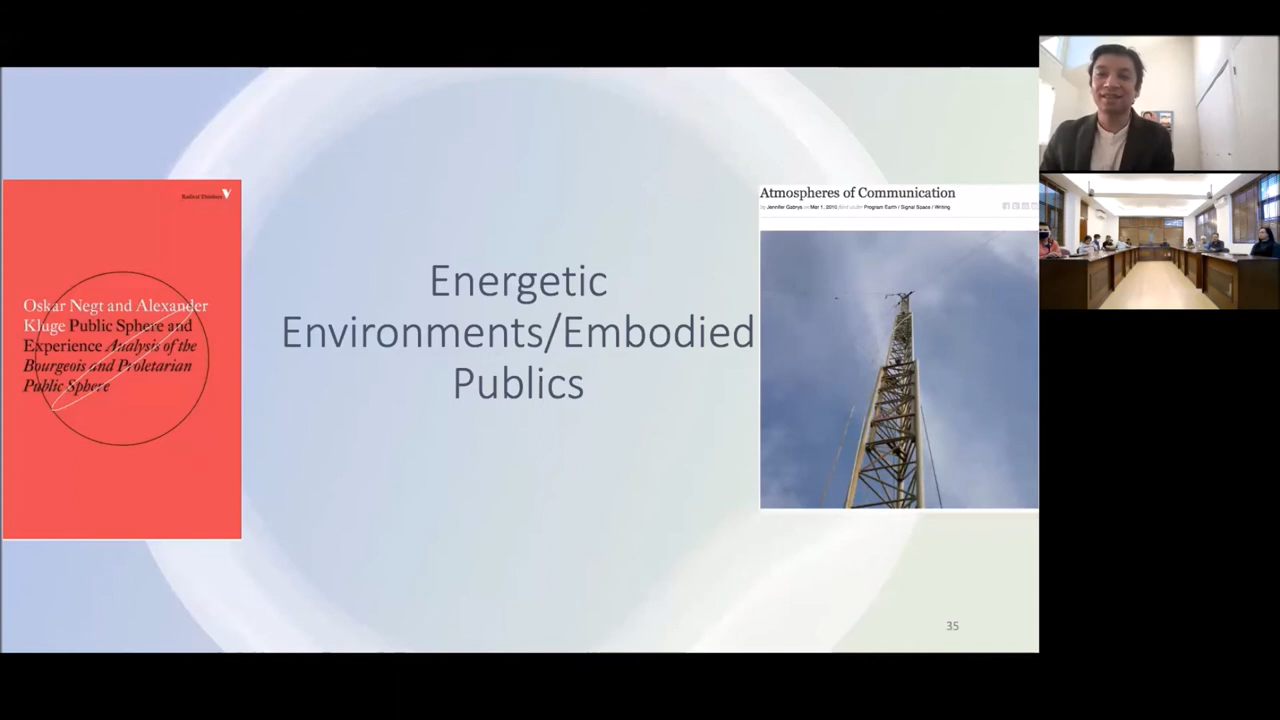 Radical Thinkers
Oskar Negt and Alexander
Kluge Public Sphere and
Experience Analysis of the
Bourgeois and Proletarian
Public Sphere
Energetic
Environments/Embodied
Publics
Atmospheres of Communication
by Jennifer Gabrys on Mar 1, 2010 filed under Program Earth / Signal Space / Writing
35